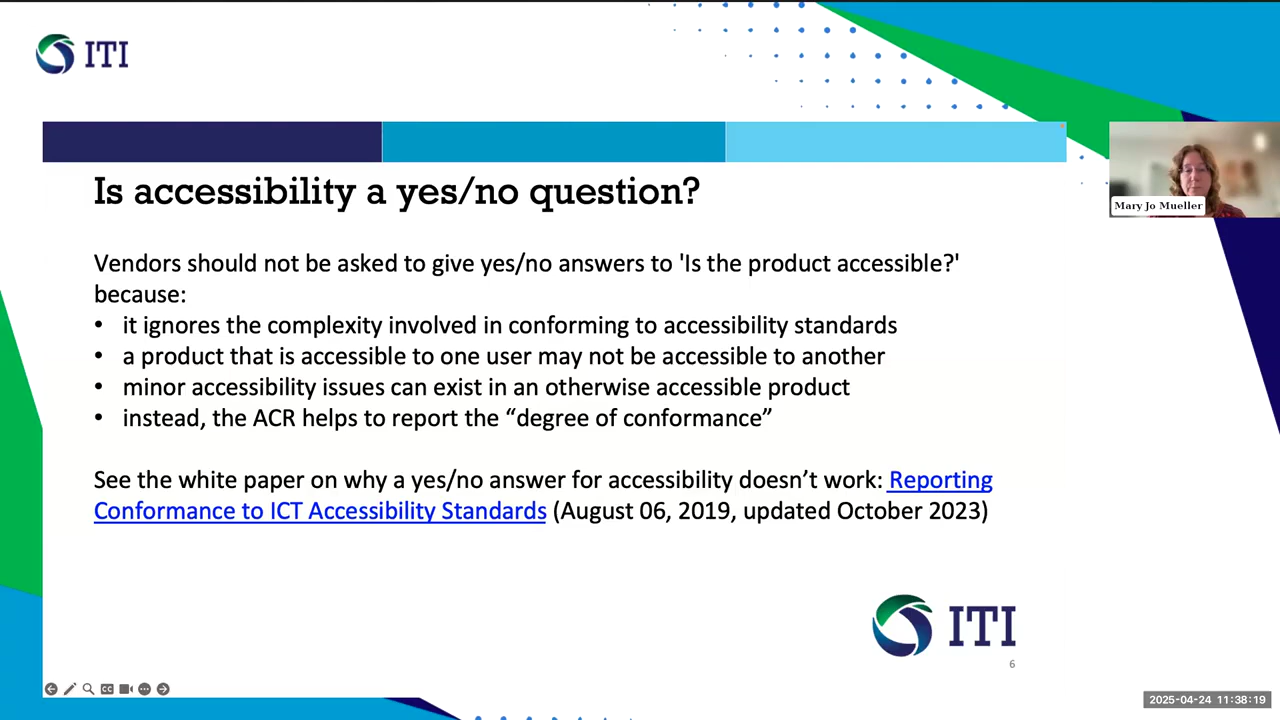 ITI
Is accessibility a yes/no question?
Mary Jo Mueller
Vendors should not be asked to give yes/no answers to 'Is the product accessible?'
because:
• it ignores the complexity involved in conforming to accessibility standards
• a product that is accessible to one user may not be accessible to another
• minor accessibility issues can exist in an otherwise accessible product
• instead, the ACR helps to report the “degree of conformance”
See the white paper on why a yes/no answer for accessibility doesn’t work: Reporting
Conformance to ICT Accessibility Standards (August 06, 2019, updated October 2023)
ITI
6
CC
2025-04-24 11:38:19